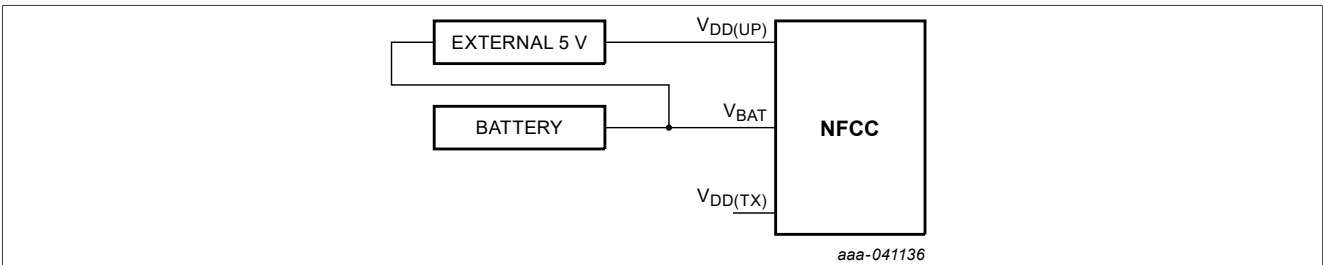 EXTERNAL 5 V
VDD(UP)
BATTERY
VBAT
NFCC
VDD(TX)
aaa-041136